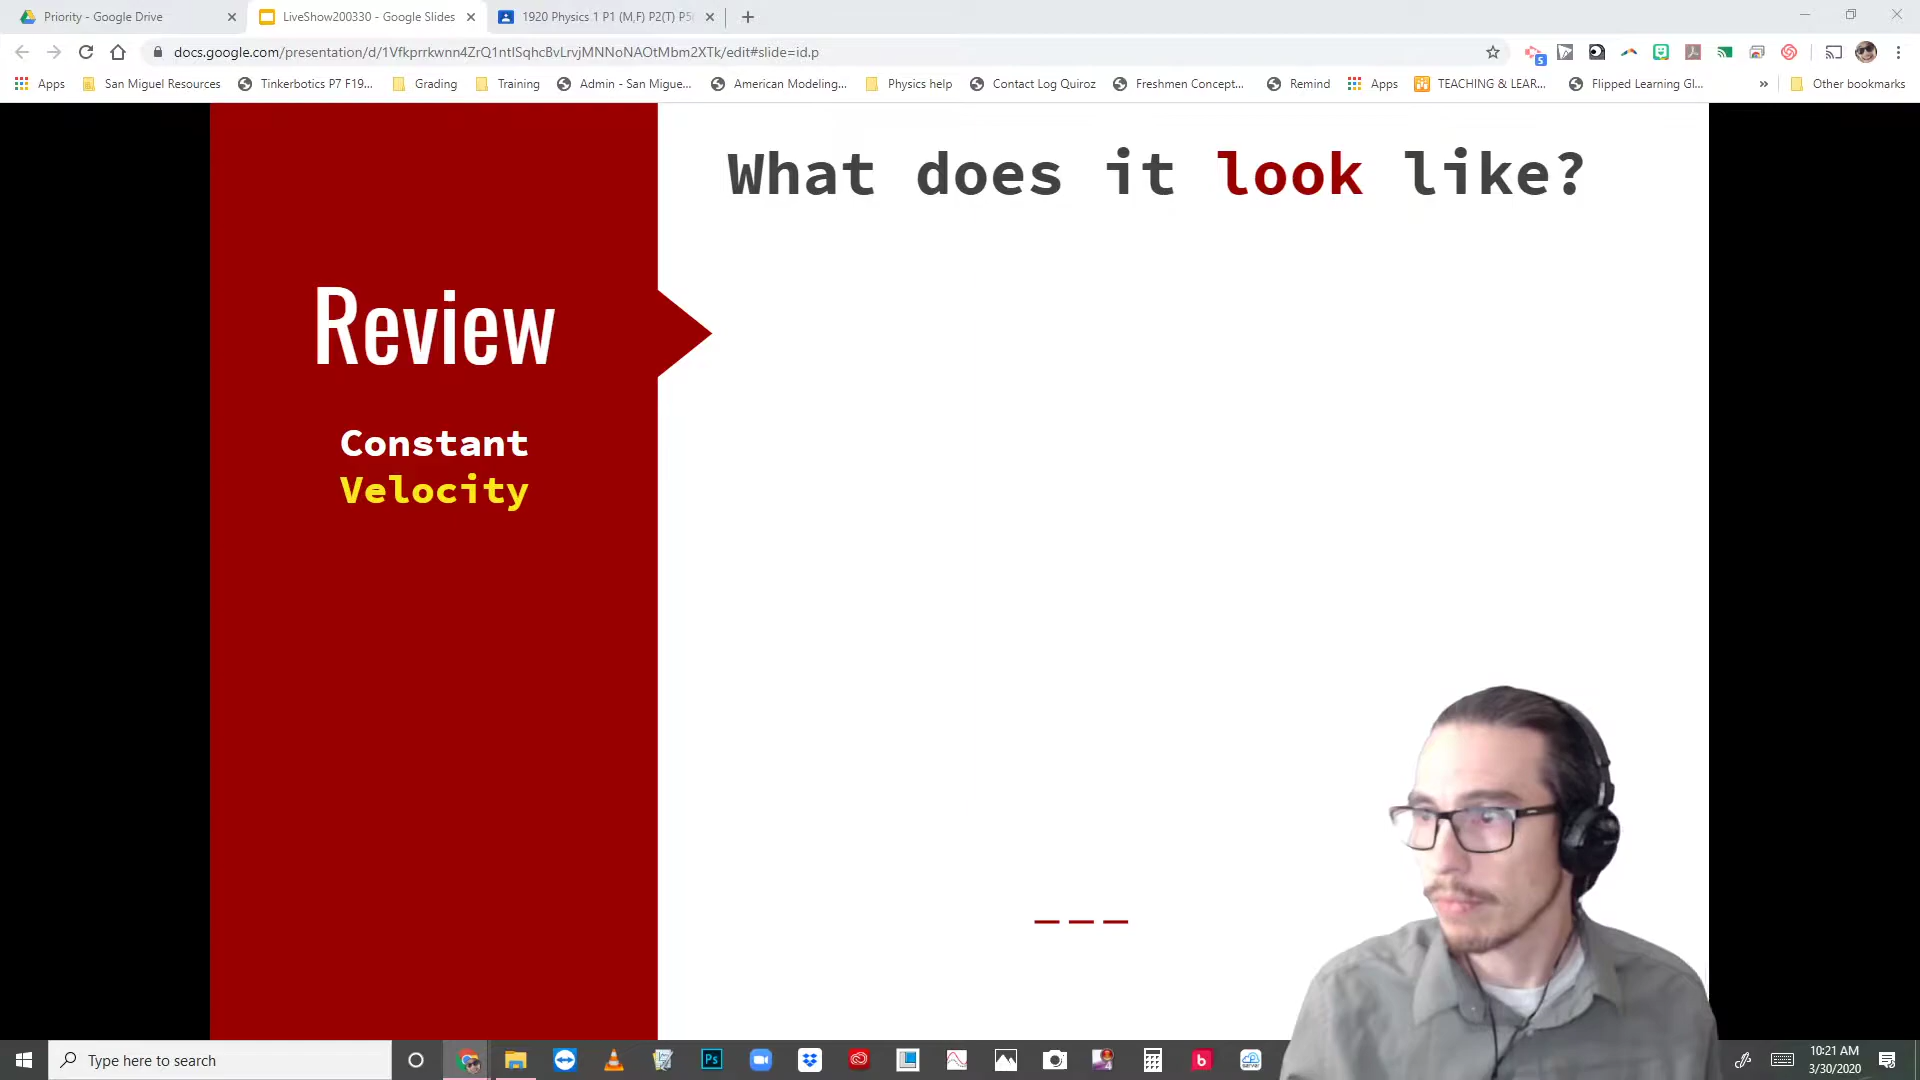 Priority - Google Drive
LiveShow200330 - Google Slides
1920 Physics 1 P1 (M,F) P2(T) P5
docs.google.com/presentation/d/1Vfkprrkwnn4ZrQ1ntlSqhcBvLrvjMNNoNAOtMbm2XTk/edit#slide=id.p
Apps
San Miguel Resources
Tinkerbotics P7 F19...
Grading
Training
Admin - San Migue...
American Modeling...
Physics help
Contact Log Quiroz
Freshmen Concept...
Remind
Apps
TEACHING & LEAR...
Flipped Learning Gl...
Other bookmarks
What does it look like?
Review
Constant
Velocity
Type here to search
10:21 AM
3/30/2020